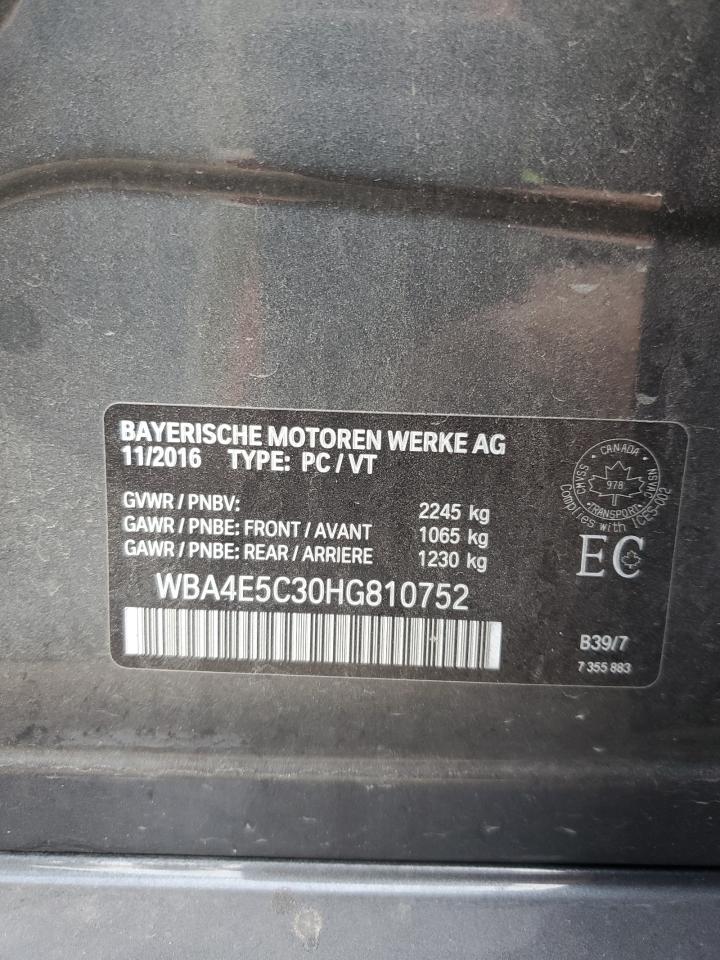 BAYERISCHE MOTOREN WERKE AG
11/2016 TYPE: PC / VT
GVWR / PNBV: 2245 kg
GAWR / PNBE: FRONT / AVANT 1065 kg
GAWR / PNBE: REAR / ARRIERE 1230 kg
WBA4E5C30HG810752
CANADA
CMVSS
NSVAC
978
TRANSPORT
Complies with ICES-002
EC
B39/7
7 355 883